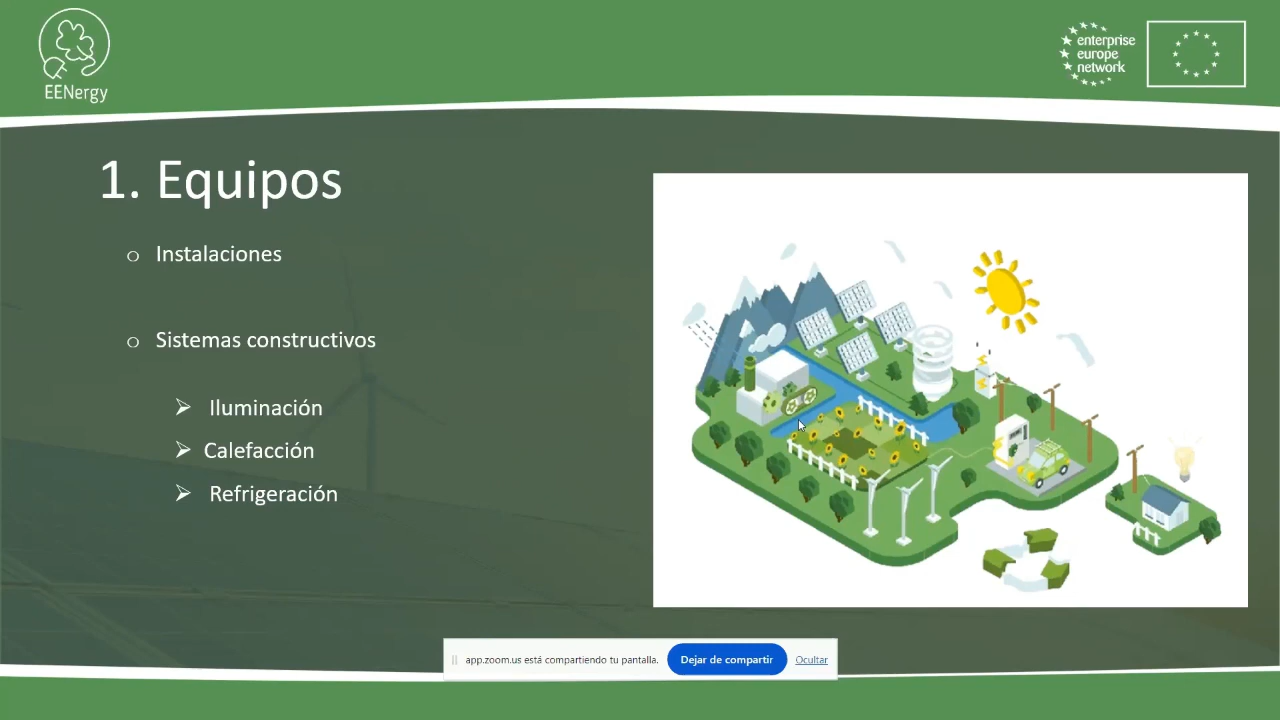 EENergy
enterprise
europe
network
1. Equipos
o Instalaciones
o Sistemas constructivos
➢ Iluminación
➢ Calefacción
➢ Refrigeración
app.zoom.us está compartiendo tu pantalla. Dejar de compartir Ocultar